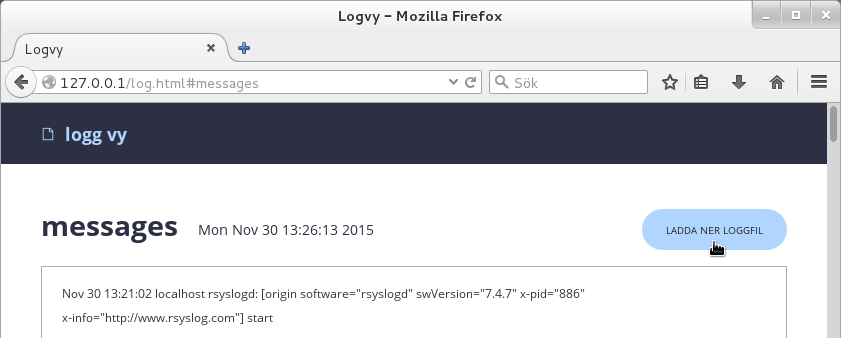 Logvy - Mozilla Firefox
Logvy
127.0.0.1/log.html#messages
Sök
logg vy
messages Mon Nov 30 13:26:13 2015
LADDA NER LOGGFIL
Nov 30 13:21:02 localhost rsyslogd: [origin software="rsyslogd" swVersion="7.4.7" x-pid="886"
x-info="http://www.rsyslog.com"] start